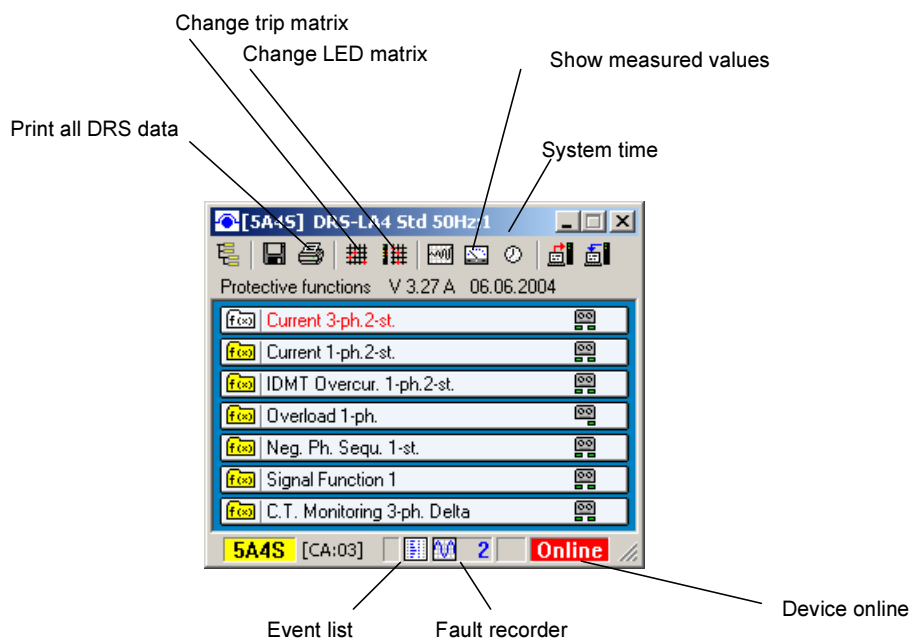 Change trip matrix
Change LED matrix
Show measured values
Print all DRS data
System time
[5A4S] DRS-LA4 Std 50Hz:1
Protective functions V 3.27 A 06.06.2004
f(x) Current 3-ph.2-st.
f(x) Current 1-ph.2-st.
f(x) IDMT Overcur. 1-ph.2-st.
f(x) Overload 1-ph.
f(x) Neg. Ph. Sequ. 1-st.
f(x) Signal Function 1
f(x) C.T. Monitoring 3-ph. Delta
5A4S [CA:03] 2 Online
Device online
Event list Fault recorder